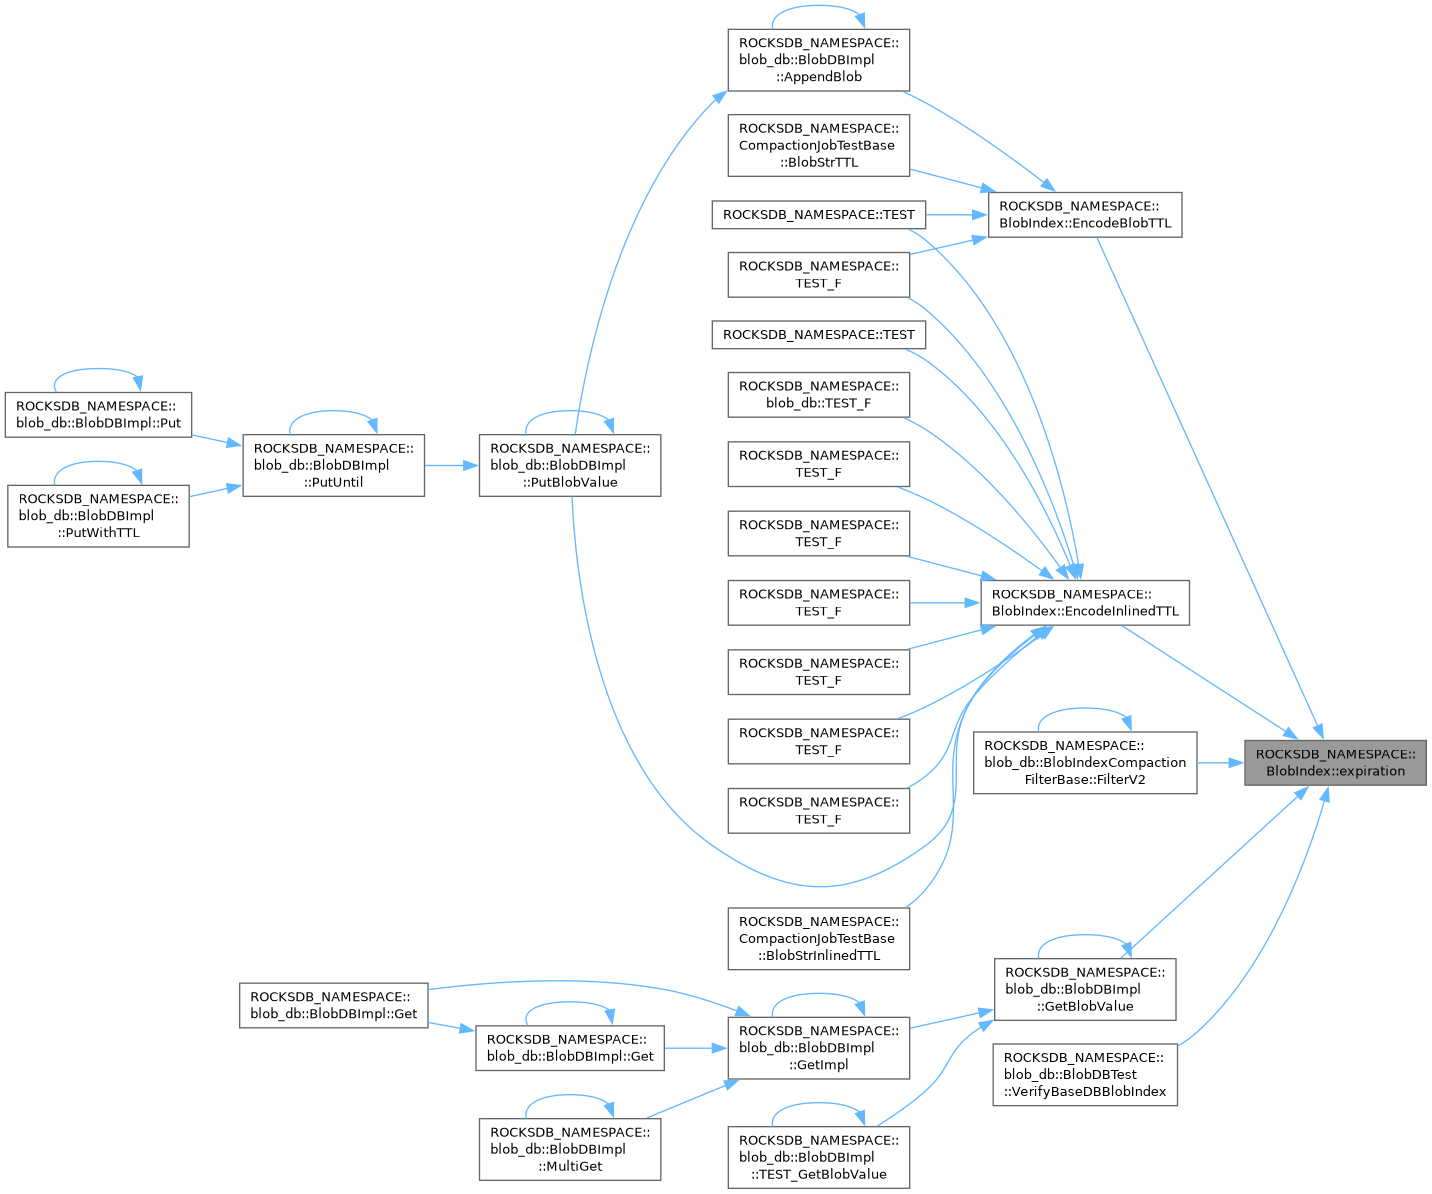 ROCKSDB_NAMESPACE::
blob_db::BlobDBImpl
::AppendBlob
ROCKSDB_NAMESPACE::
CompactionJobTestBase
::BlobStrTTL
ROCKSDB_NAMESPACE::
BlobIndex::EncodeBlobTTL
ROCKSDB_NAMESPACE::TEST
ROCKSDB_NAMESPACE::
TEST_F
ROCKSDB_NAMESPACE::TEST
ROCKSDB_NAMESPACE::
blob_db::TEST_F
ROCKSDB_NAMESPACE::
blob_db::BlobDBImpl::Put
ROCKSDB_NAMESPACE::
blob_db::BlobDBImpl
::PutUntil
ROCKSDB_NAMESPACE::
blob_db::BlobDBImpl
::PutBlobValue
ROCKSDB_NAMESPACE::
TEST_F
ROCKSDB_NAMESPACE::
blob_db::BlobDBImpl
::PutWithTTL
ROCKSDB_NAMESPACE::
TEST_F
ROCKSDB_NAMESPACE::
TEST_F
ROCKSDB_NAMESPACE::
BlobIndex::EncodeInlinedTTL
ROCKSDB_NAMESPACE::
TEST_F
ROCKSDB_NAMESPACE::
TEST_F
ROCKSDB_NAMESPACE::
blob_db::BlobIndexCompaction
FilterBase::FilterV2
ROCKSDB_NAMESPACE::
BlobIndex::expiration
ROCKSDB_NAMESPACE::
TEST_F
ROCKSDB_NAMESPACE::
CompactionJobTestBase
::BlobStrInlinedTTL
ROCKSDB_NAMESPACE::
blob_db::BlobDBImpl
::GetBlobValue
ROCKSDB_NAMESPACE::
blob_db::BlobDBImpl::Get
ROCKSDB_NAMESPACE::
blob_db::BlobDBImpl::Get
ROCKSDB_NAMESPACE::
blob_db::BlobDBImpl
::GetImpl
ROCKSDB_NAMESPACE::
blob_db::BlobDBTest
::VerifyBaseDBBlobIndex
ROCKSDB_NAMESPACE::
blob_db::BlobDBImpl
::MultiGet
ROCKSDB_NAMESPACE::
blob_db::BlobDBImpl
::TEST_GetBlobValue